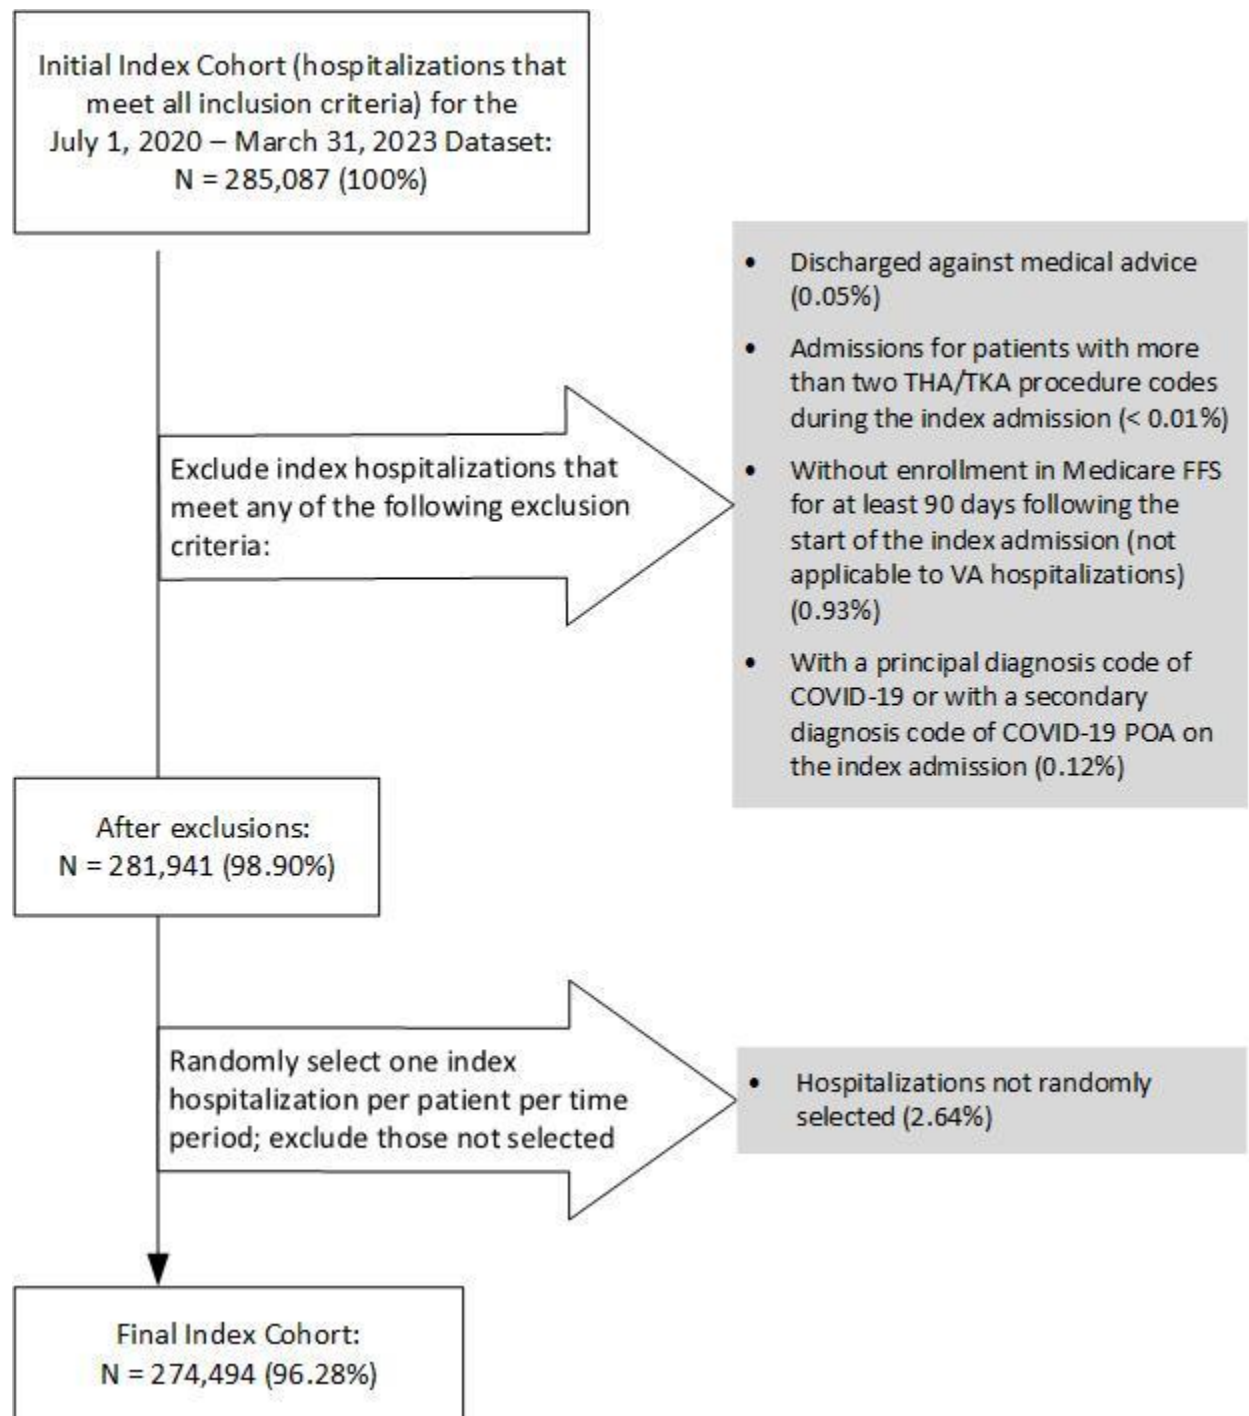 Initial Index Cohort (hospitalizations that
meet all inclusion criteria) for the
July 1, 2020 – March 31, 2023 Dataset:
N = 285,087 (100%)
Exclude index hospitalizations that
meet any of the following exclusion
criteria:
• Discharged against medical advice
(0.05%)
• Admissions for patients with more
than two THA/TKA procedure codes
during the index admission (< 0.01%)
• Without enrollment in Medicare FFS
for at least 90 days following the
start of the index admission (not
applicable to VA hospitalizations)
(0.93%)
• With a principal diagnosis code of
COVID-19 or with a secondary
diagnosis code of COVID-19 POA on
the index admission (0.12%)
After exclusions:
N = 281,941 (98.90%)
Randomly select one index
hospitalization per patient per time
period; exclude those not selected
• Hospitalizations not randomly
selected (2.64%)
Final Index Cohort:
N = 274,494 (96.28%)